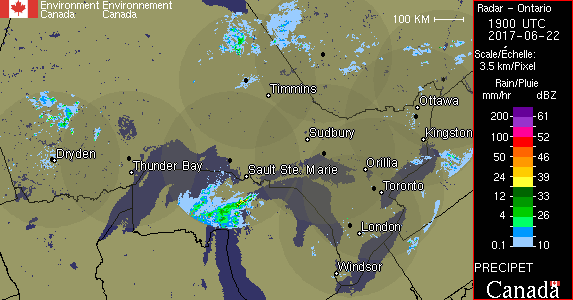 Environment Environnement
Canada Canada
100 KM
Timmins
Ottawa
Sudbury
Kingston
Dryden
Thunder Bay
Sault Ste. Marie
Orillia
Toronto
London
Windsor
Radar - Ontario
1900 UTC
2017-06-22
Scale/Échelle:
3.5 km/Pixel
Rain/Pluie
mm/hr dBZ
200 61
100 52
50 46
24 39
12 33
4 26
0.1 10
PRECIPET
Canada